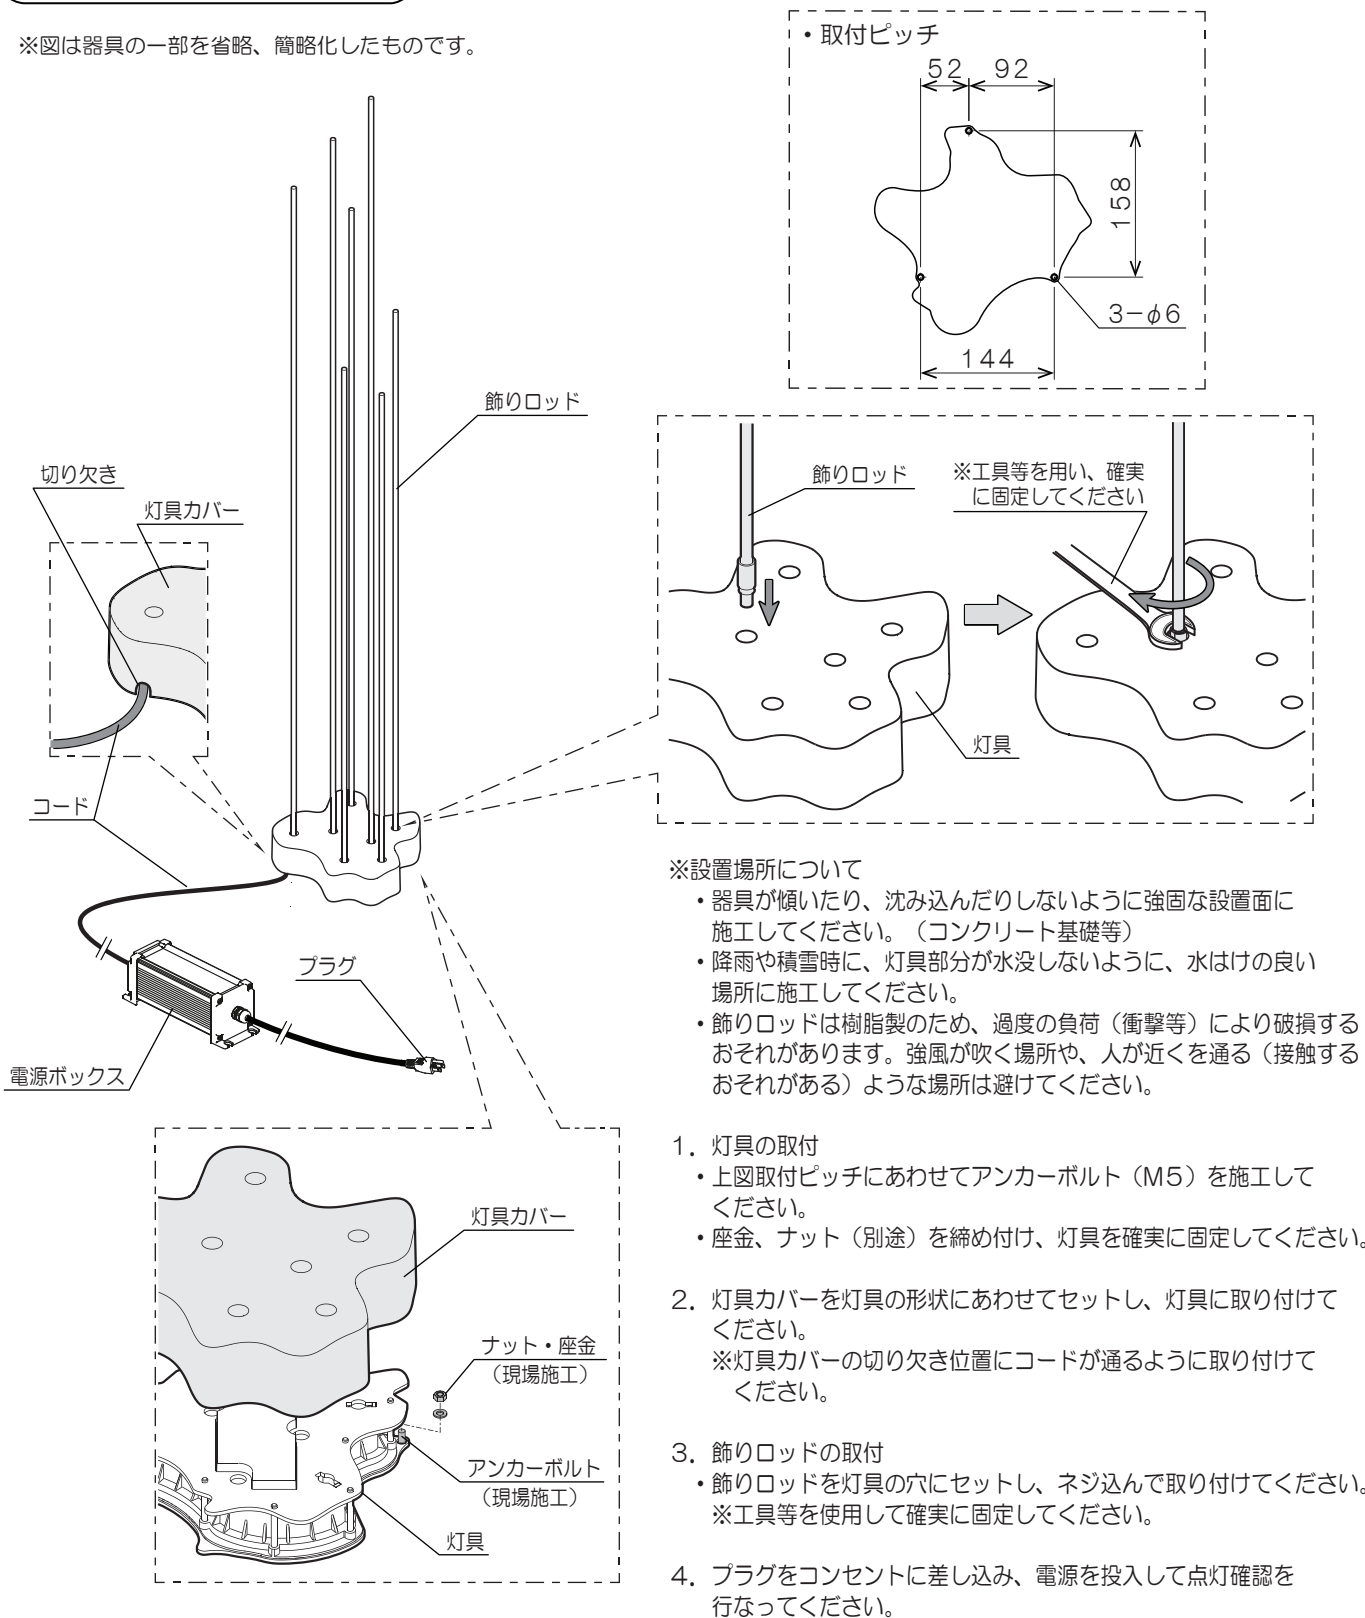 ※図は器具の一部を省略、簡略化したものです。
・取付ピッチ
52
92
158
3-φ6
144
飾りロッド
切り欠き
灯具カバー
コード
プラグ
電源ボックス
飾りロッド
※工具等を用い、確実
に固定してください
灯具
灯具カバー
ナット・座金
（現場施工）
アンカーボルト
（現場施工）
灯具
※設置場所について
・器具が傾いたり、沈み込んだりしないように強固な設置面に
施工してください。（コンクリート基礎等）
・降雨や積雪時に、灯具部分が水没しないように、水はけの良い
場所に施工してください。
・飾りロッドは樹脂製のため、過度の負荷（衝撃等）により破損する
おそれがあります。強風が吹く場所や、人が近くを通る（接触する
おそれがある）ような場所は避けてください。
1．灯具の取付
・上図取付ピッチにあわせてアンカーボルト（M5）を施工して
ください。
・座金、ナット（別途）を締め付け、灯具を確実に固定してください。
2．灯具カバーを灯具の形状にあわせてセットし、灯具に取り付けて
ください。
※灯具カバーの切り欠き位置にコードが通るように取り付けて
ください。
3．飾りロッドの取付
・飾りロッドを灯具の穴にセットし、ネジ込んで取り付けてください。
※工具等を使用して確実に固定してください。
4．プラグをコンセントに差し込み、電源を投入して点灯確認を
行なってください。